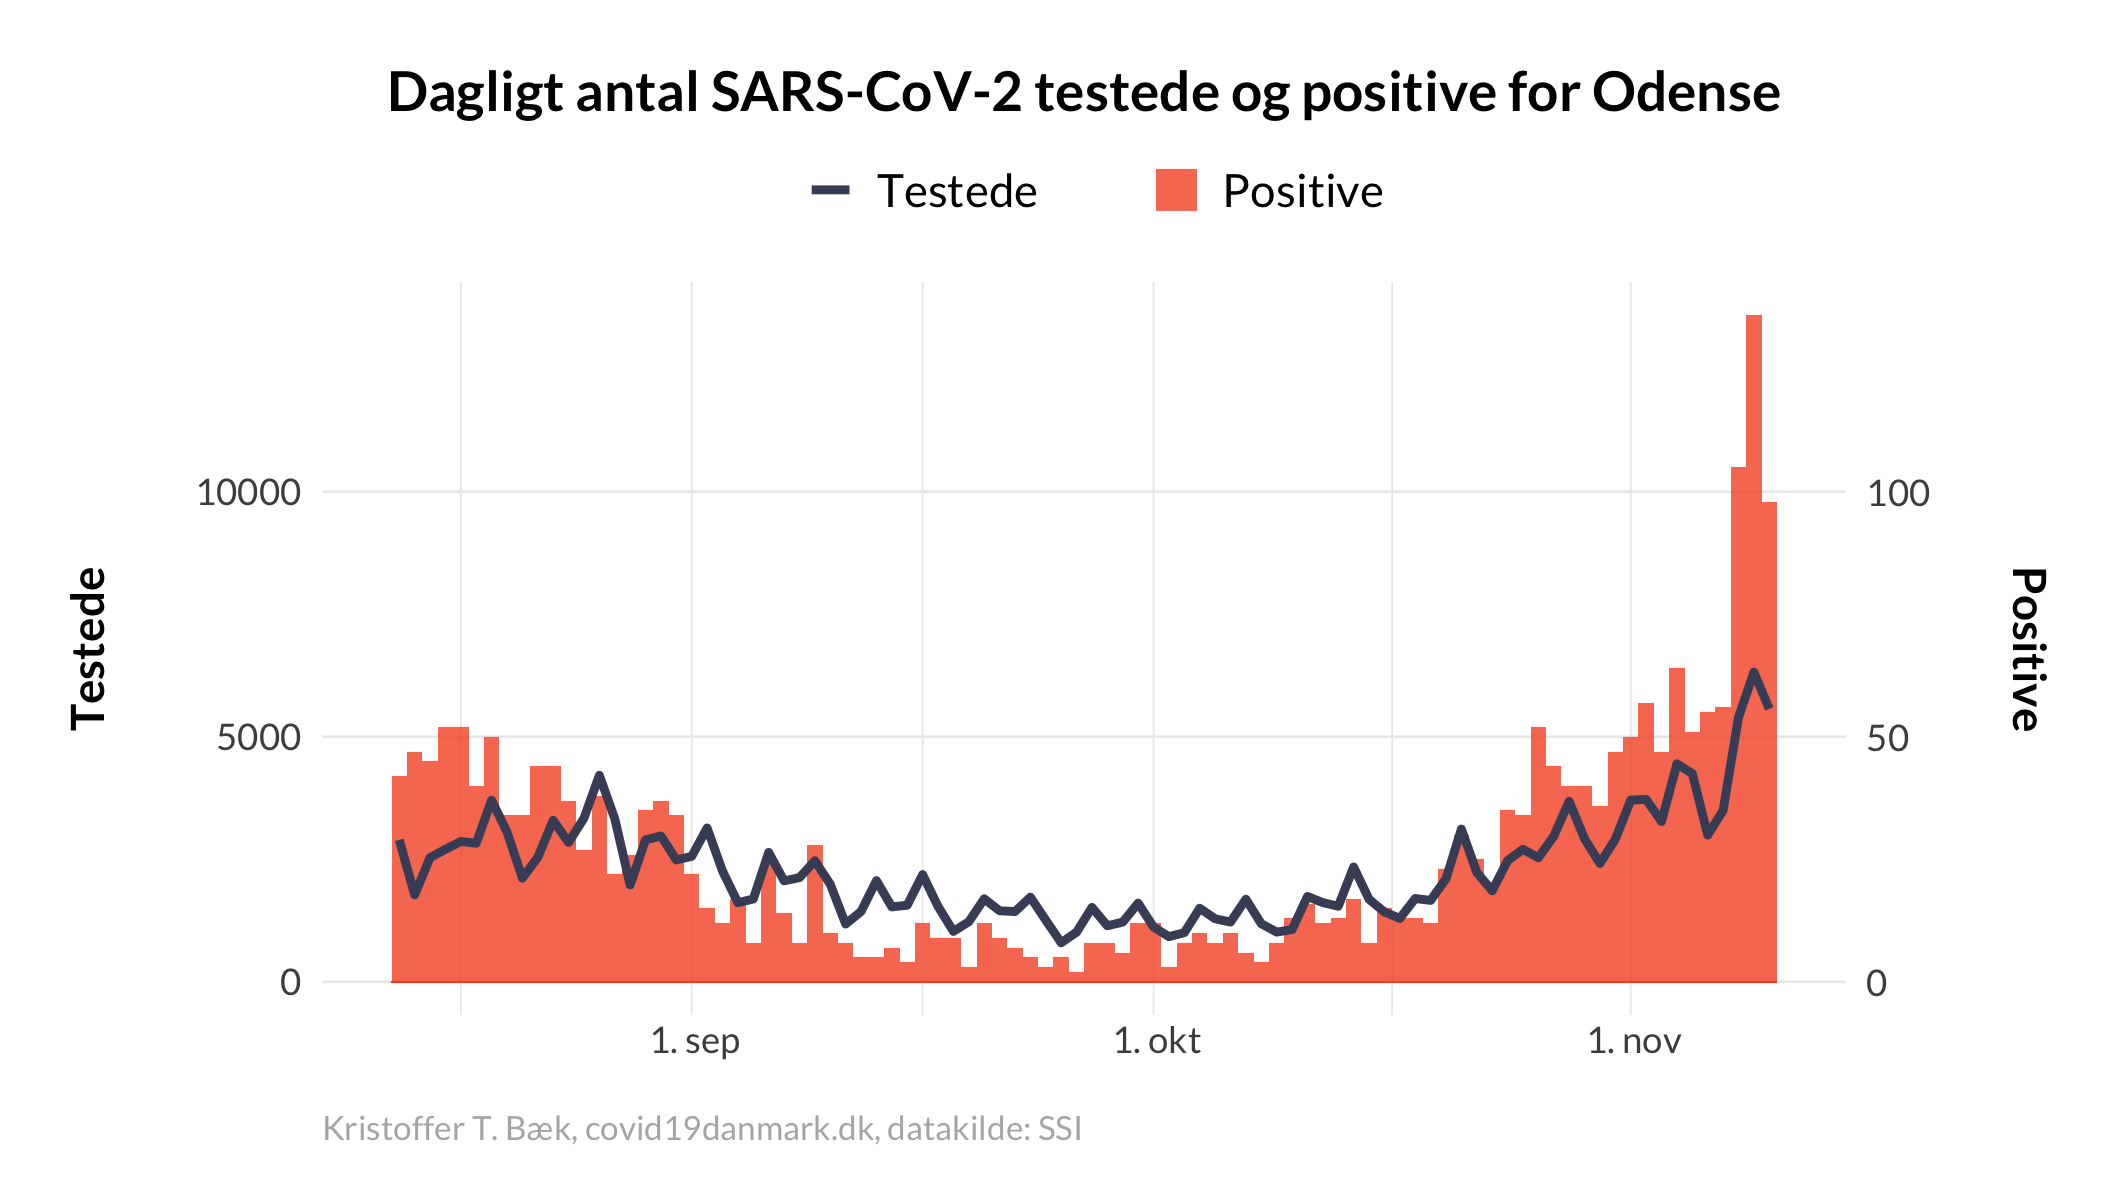 Dagligt antal SARS-CoV-2 testede og positive for Odense
Testede
Positive
10000
5000
0
Testede
100
50
0
Positive
1. sep
1. okt
1. nov
Kristoffer T. Bæk, covid19danmark.dk, datakilde: SSI